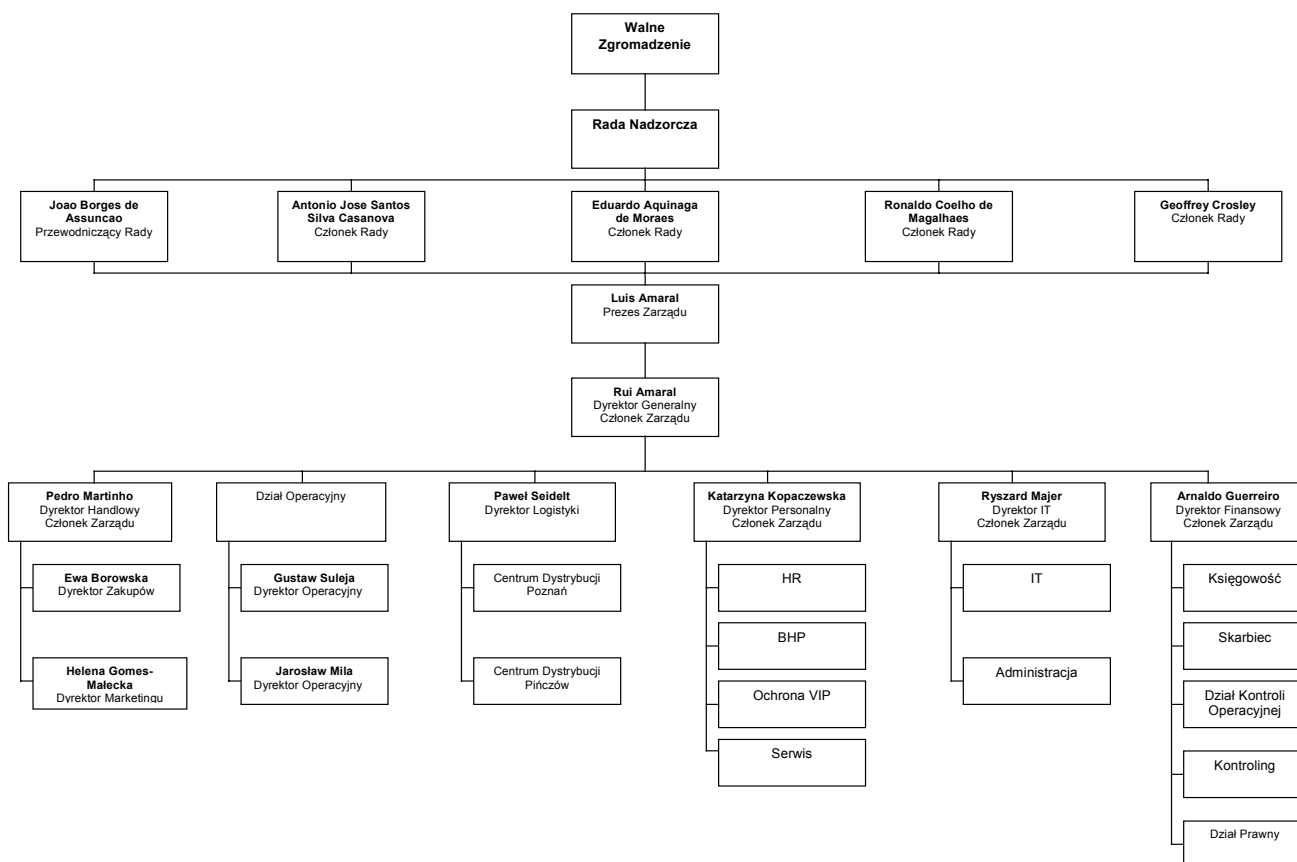 Walne
Zgromadzenie
Rada Nadzorcza
Joao Borges de
Assuncao
Przewodniczący Rady
Antonio Jose Santos
Silva Casanova
Członek Rady
Eduardo Aquinaga
de Moraes
Członek Rady
Ronaldo Coelho de
Magalhaes
Członek Rady
Geoffrey Crosley
Członek Rady
Luis Amaral
Prezes Zarządu
Rui Amaral
Dyrektor Generalny
Członek Zarządu
Pedro Martinho
Dyrektor Handlowy
Członek Zarządu
Dział Operacyjny
Paweł Seidelt
Dyrektor Logistyki
Katarzyna Kopaczewska
Dyrektor Personalny
Członek Zarządu
Ryszard Majer
Dyrektor IT
Członek Zarządu
Arnaldo Guerreiro
Dyrektor Finansowy
Członek Zarządu
Ewa Borowska
Dyrektor Zakupów
Helena Gomes-
Małecka
Dyrektor Marketingu
Gustaw Suleja
Dyrektor Operacyjny
Jarosław Mila
Dyrektor Operacyjny
Centrum Dystrybucji
Poznań
Centrum Dystrybucji
Pińczów
HR
BHP
Ochrona VIP
Serwis
IT
Administracja
Księgowość
Skarbiec
Dział Kontroli
Operacyjnej
Kontroling
Dział Prawny